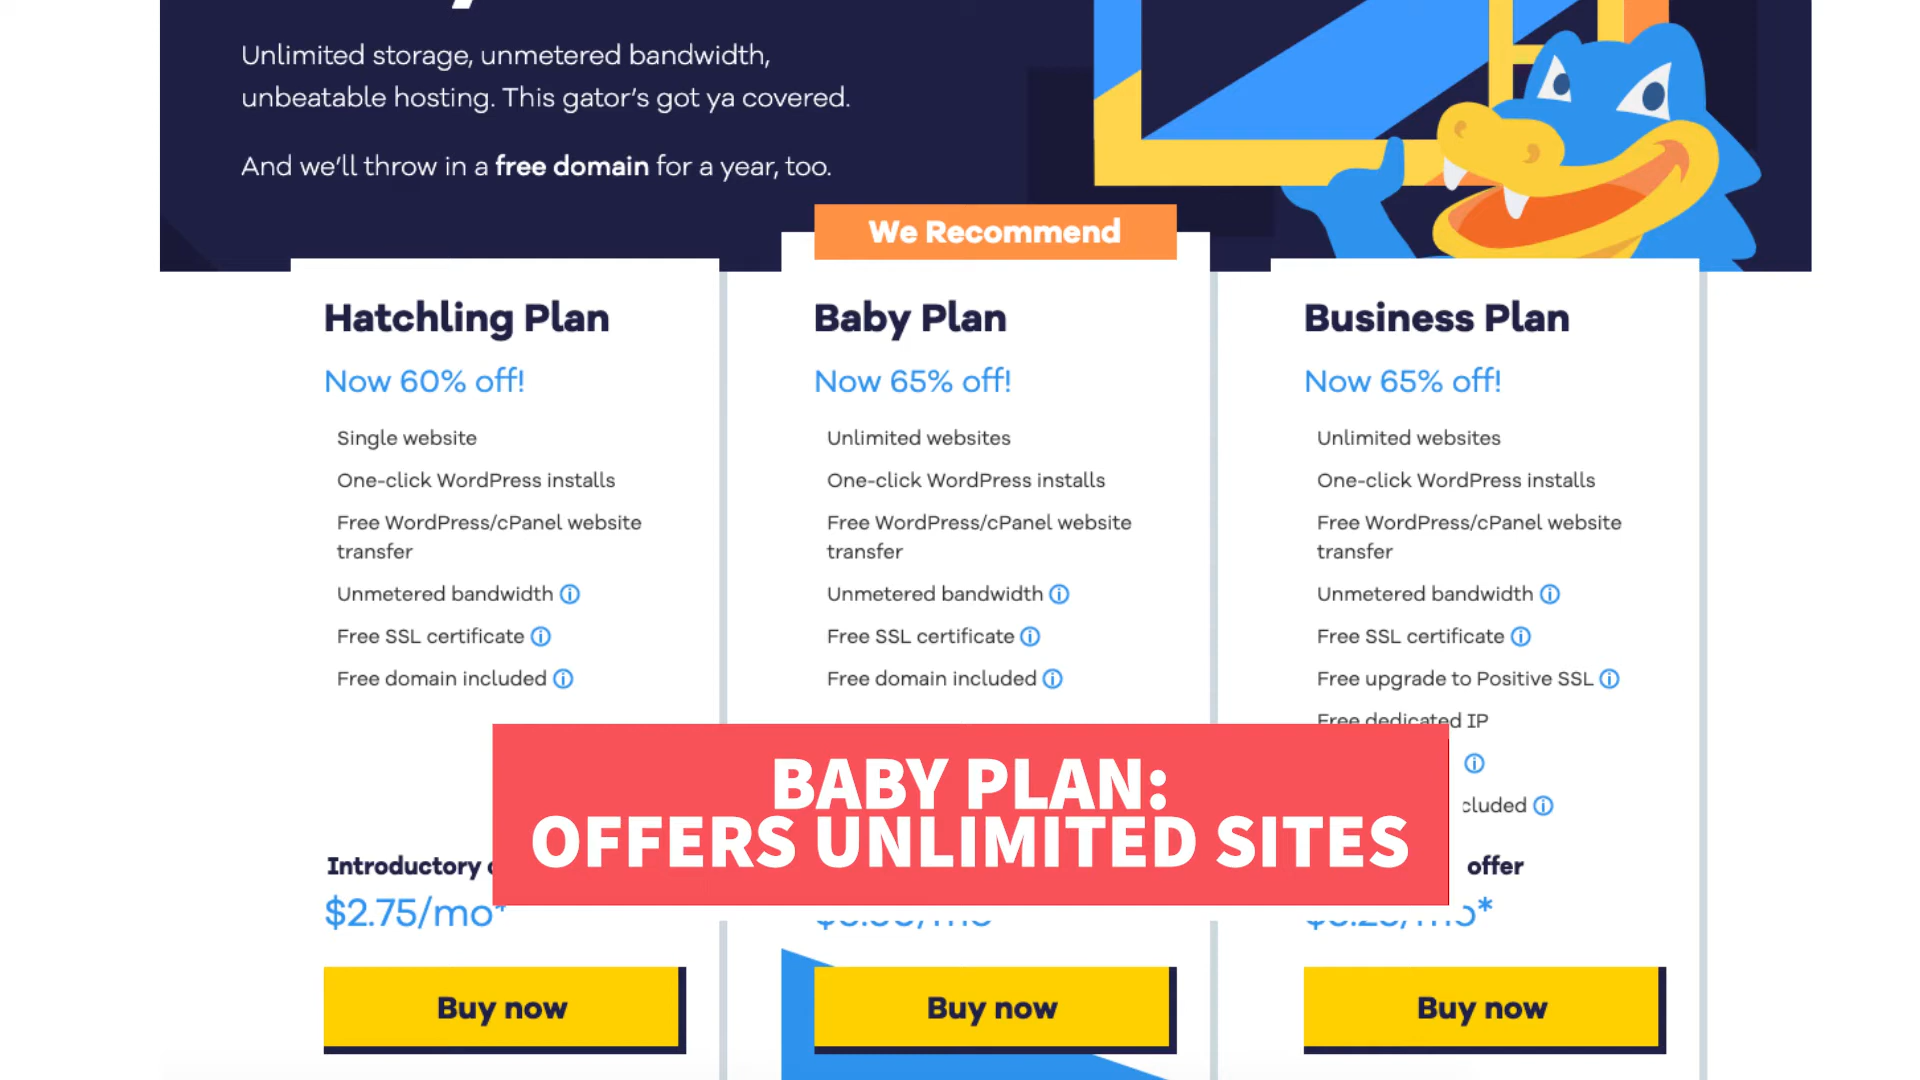 Unlimited storage, unmetered bandwidth,
unbeatable hosting. This gator's got ya covered.
And we'll throw in a free domain for a year, too.
We Recommend
Hatchling Plan
Now 60% off!
Single website
One-click WordPress installs
Free WordPress/cPanel website
transfer
Unmetered bandwidth
Free SSL certificate
Free domain included
Introductory
$2.75/mo*
Buy now
Baby Plan
Now 65% off!
Unlimited websites
One-click WordPress installs
Free WordPress/cPanel website
transfer
Unmetered bandwidth
Free SSL certificate
Free domain included
Buy now
Business Plan
Now 65% off!
Unlimited websites
One-click WordPress installs
Free WordPress/cPanel website
transfer
Unmetered bandwidth
Free SSL certificate
Free upgrade to Positive SSL
Free dedicated IP
offer
Buy now
BABY PLAN:
OFFERS UNLIMITED SITES